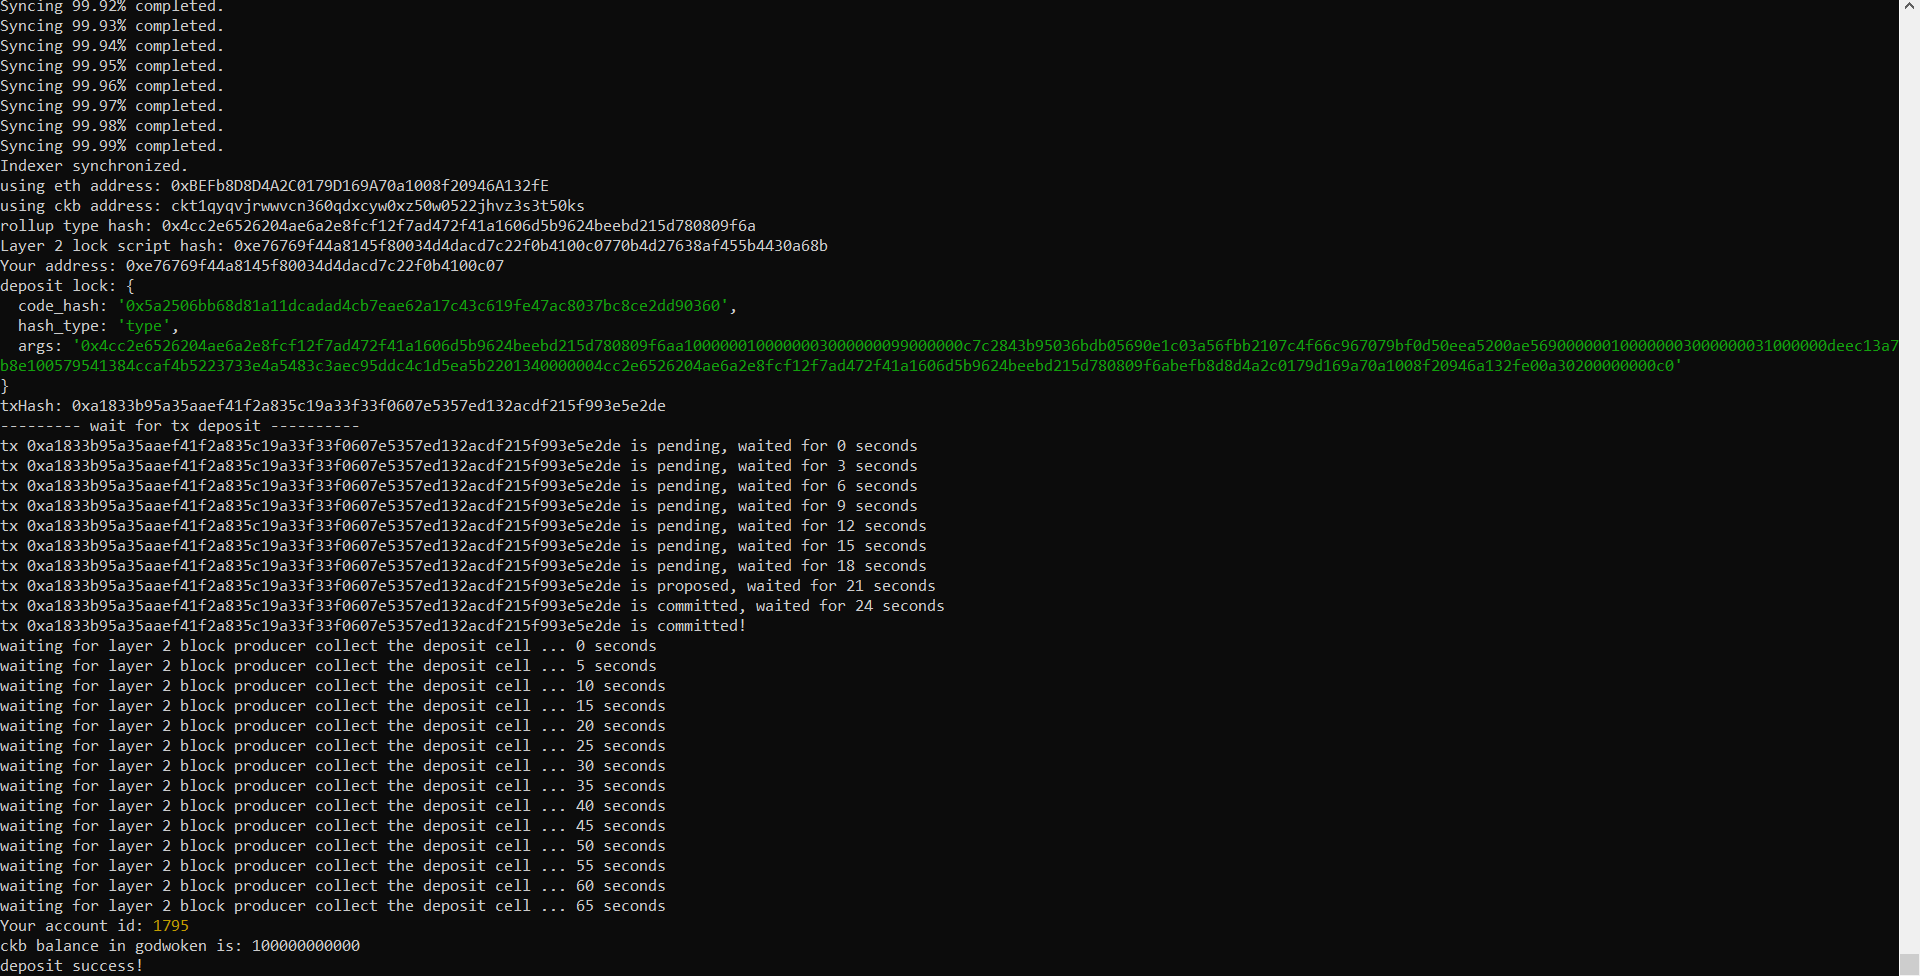 Syncing 99.92% completed.
Syncing 99.93% completed.
Syncing 99.94% completed.
Syncing 99.95% completed.
Syncing 99.96% completed.
Syncing 99.97% completed.
Syncing 99.98% completed.
Syncing 99.99% completed.
Indexer synchronized.
using eth address: 0xBEFb8D8D4A2C0179D169A70a1008f20946A132fE
using ckb address: ckt1qyqvjrwwvcn360qdxcyw0xz50w0522jhvz3s3t50ks
rollup type hash: 0x4cc2e6526204ae6a2e8fcf12f7ad472f41a1606d5b9624beebd215d780809f6a
Layer 2 lock script hash: 0xe76769f44a8145f80034d4dacd7c22f0b4100c0770b4d27638af455b4430a68b
Your address: 0xe76769f44a8145f80034d4dacd7c22f0b4100c07
deposit lock: {
  code_hash: '0x5a2506bb68d81a11dcadad4cb7eae62a17c43c619fe47ac8037bc8ce2dd90360',
  hash_type: 'type',
  args: '0x4cc2e6526204ae6a2e8fcf12f7ad472f41a1606d5b9624beebd215d780809f6aa10000001000000003000000099000000c7c2843b95036bdb05690e1c03a56fbb2107c4f66c967079bf0d50eea5200ae56900000010000000030000000031000000deec13a7
b8e100579541384ccaf4b5223733e4a5483c3aec95ddc4c1d5ea5b2201340000004cc2e6526204ae6a2e8fcf12f7ad472f41a1606d5b9624beebd215d780809f6abefb8d8d4a2c0179d169a70a1008f20946a132fe00a30200000000c0'
}
txHash: 0xa1833b95a35aaef41f2a835c19a33f33f0607e5357ed132acdf215f993e5e2de
--------- wait for tx deposit ----------
tx 0xa1833b95a35aaef41f2a835c19a33f33f0607e5357ed132acdf215f993e5e2de is pending, waited for 0 seconds
tx 0xa1833b95a35aaef41f2a835c19a33f33f0607e5357ed132acdf215f993e5e2de is pending, waited for 3 seconds
tx 0xa1833b95a35aaef41f2a835c19a33f33f0607e5357ed132acdf215f993e5e2de is pending, waited for 6 seconds
tx 0xa1833b95a35aaef41f2a835c19a33f33f0607e5357ed132acdf215f993e5e2de is pending, waited for 9 seconds
tx 0xa1833b95a35aaef41f2a835c19a33f33f0607e5357ed132acdf215f993e5e2de is pending, waited for 12 seconds
tx 0xa1833b95a35aaef41f2a835c19a33f33f0607e5357ed132acdf215f993e5e2de is pending, waited for 15 seconds
tx 0xa1833b95a35aaef41f2a835c19a33f33f0607e5357ed132acdf215f993e5e2de is pending, waited for 18 seconds
tx 0xa1833b95a35aaef41f2a835c19a33f33f0607e5357ed132acdf215f993e5e2de is proposed, waited for 21 seconds
tx 0xa1833b95a35aaef41f2a835c19a33f33f0607e5357ed132acdf215f993e5e2de is committed, waited for 24 seconds
tx 0xa1833b95a35aaef41f2a835c19a33f33f0607e5357ed132acdf215f993e5e2de is committed!
waiting for layer 2 block producer collect the deposit cell ... 0 seconds
waiting for layer 2 block producer collect the deposit cell ... 5 seconds
waiting for layer 2 block producer collect the deposit cell ... 10 seconds
waiting for layer 2 block producer collect the deposit cell ... 15 seconds
waiting for layer 2 block producer collect the deposit cell ... 20 seconds
waiting for layer 2 block producer collect the deposit cell ... 25 seconds
waiting for layer 2 block producer collect the deposit cell ... 30 seconds
waiting for layer 2 block producer collect the deposit cell ... 35 seconds
waiting for layer 2 block producer collect the deposit cell ... 40 seconds
waiting for layer 2 block producer collect the deposit cell ... 45 seconds
waiting for layer 2 block producer collect the deposit cell ... 50 seconds
waiting for layer 2 block producer collect the deposit cell ... 55 seconds
waiting for layer 2 block producer collect the deposit cell ... 60 seconds
waiting for layer 2 block producer collect the deposit cell ... 65 seconds
Your account id: 1795
ckb balance in godwoken is: 100000000000
deposit success!